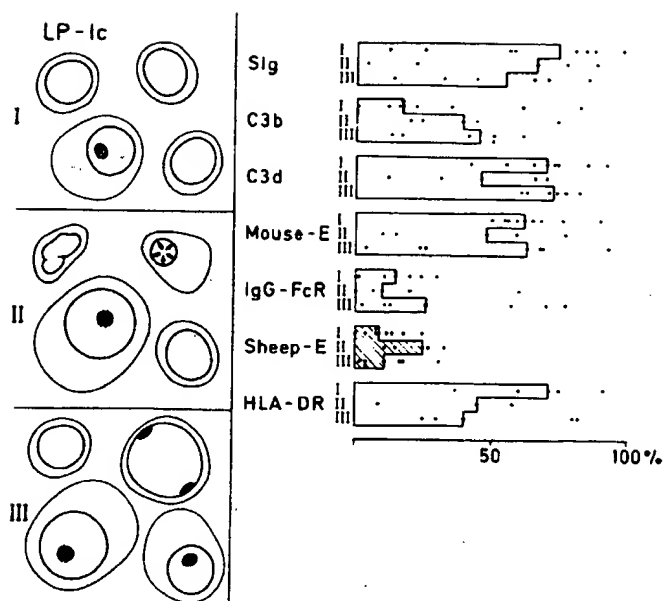 LP-Ic
I
II
III
SIg I II III
C3b I II III
C3d I II III
Mouse-E I II III
IgG-FcR I II III
Sheep-E I II III
HLA-DR I II III
50 100%